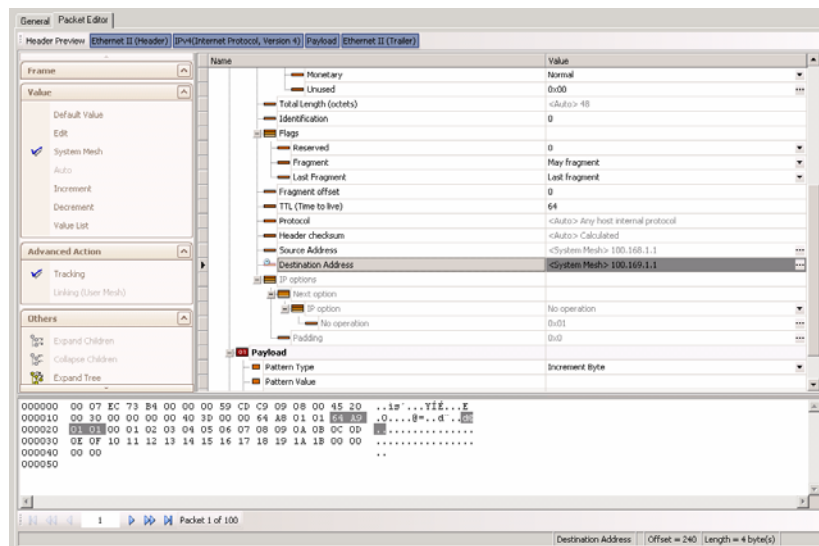 General Packet Editor
Header Preview Ethernet II (Header) IPv4(Internet Protocol, Version 4) Payload Ethernet II (Trailer)
Frame
Value
Default Value
Edit
System Mesh
Auto
Increment
Decrement
Value List
Advanced Action
Tracking
Linking (User Mesh)
Others
Expand Children
Collapse Children
Expand Tree
Name Value
Monetary Normal
Unused 0x00
Total Length (octets) <Auto> 48
Identification 0
Flags
Reserved 0
Fragment May fragment
Last Fragment Last fragment
Fragment offset 0
TTL (Time to live) 64
Protocol <Auto> Any host internal protocol
Header checksum <Auto> Calculated
Source Address <System Mesh> 100.168.1.1
Destination Address <System Mesh> 100.169.1.1
IP options
Next option
IP option No operation
No operation 0x01
Padding 0x0
Payload
Pattern Type Increment Byte
Pattern Value
000000 00 07 EC 73 B4 00 00 00 59 CD C9 09 08 00 45 20 ..ìs´...YÍÉ...E
000010 00 30 00 00 00 00 40 3D 00 00 64 A8 01 01 64 A9 .0....@=..d¨..d©
000020 01 01 00 01 02 03 04 05 06 07 08 09 0A 0B 0C 0D ................
000030 0E 0F 10 11 12 13 14 15 16 17 18 19 1A 1B 00 00 ................
000040 00 00 ..
000050
1 Packet 1 of 100
Destination Address Offset = 240 Length = 4 byte(s)